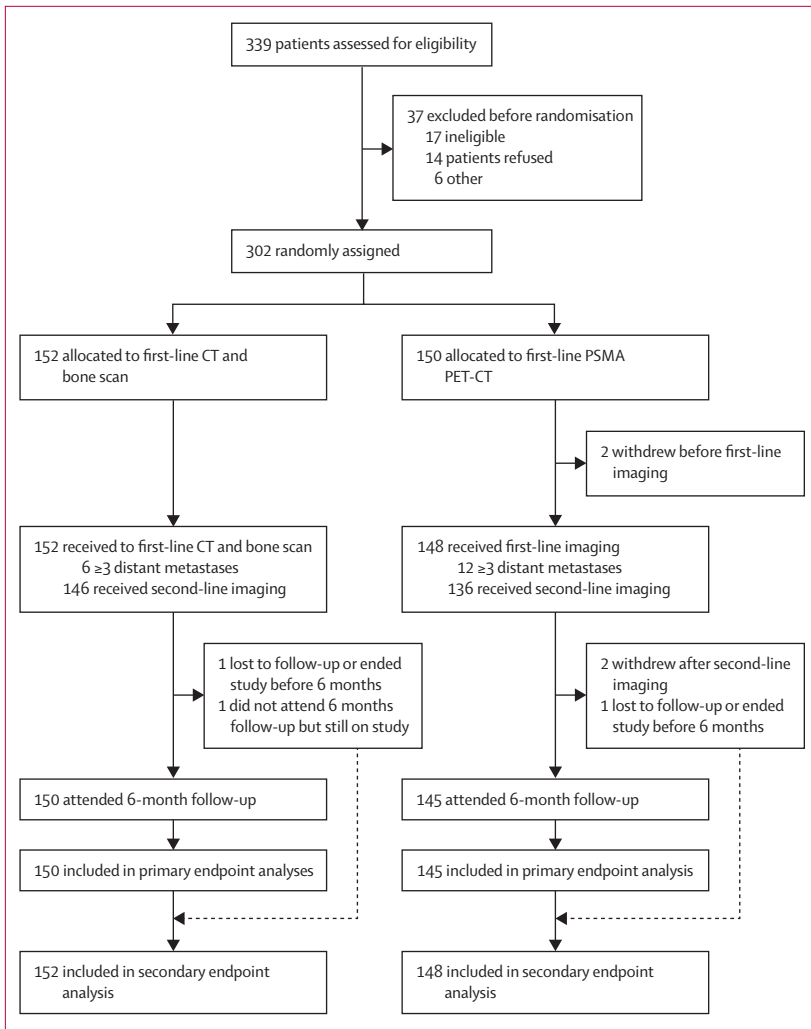 339 patients assessed for eligibility
37 excluded before randomisation
17 ineligible
14 patients refused
6 other
302 randomly assigned
152 allocated to first-line CT and
bone scan
150 allocated to first-line PSMA
PET-CT
2 withdrew before first-line
imaging
152 received to first-line CT and bone scan
6 ≥3 distant metastases
146 received second-line imaging
148 received first-line imaging
12 ≥3 distant metastases
136 received second-line imaging
1 lost to follow-up or ended
study before 6 months
1 did not attend 6 months
follow-up but still on study
2 withdrew after second-line
imaging
1 lost to follow-up or ended
study before 6 months
150 attended 6-month follow-up
145 attended 6-month follow-up
150 included in primary endpoint analyses
145 included in primary endpoint analysis
152 included in secondary endpoint
analysis
148 included in secondary endpoint
analysis